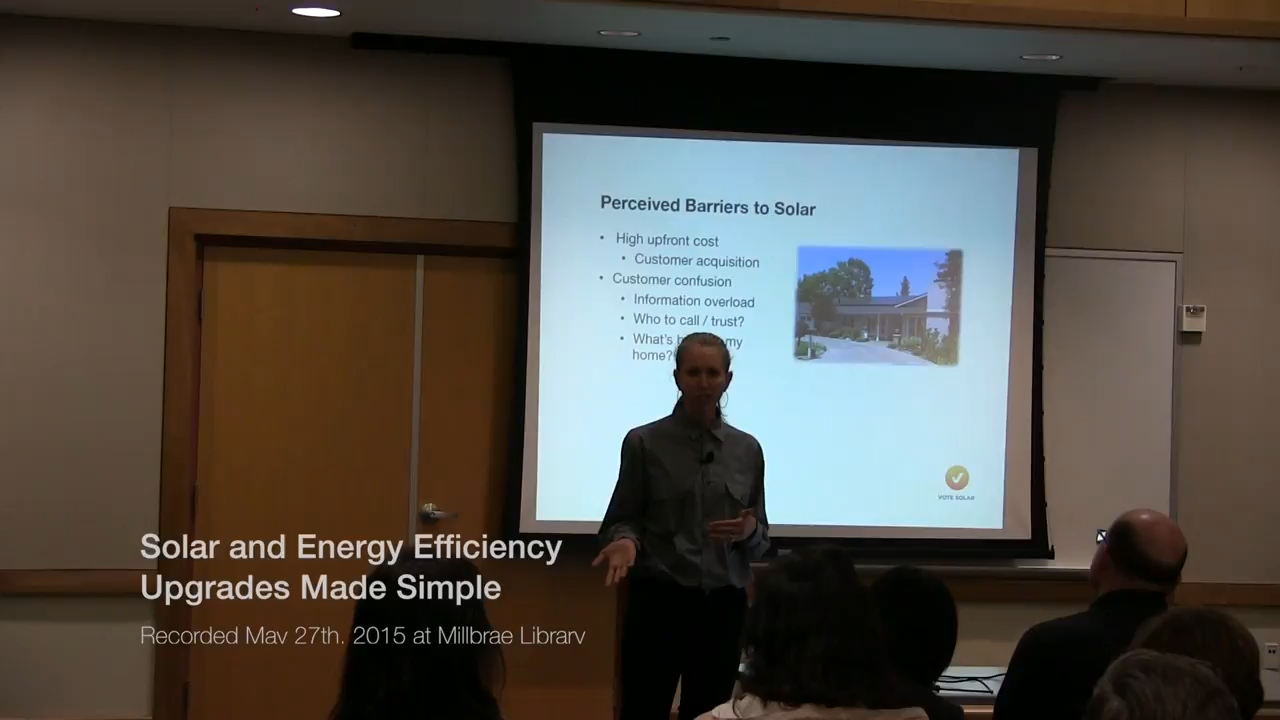 Perceived Barriers to Solar
• High upfront cost
• Customer acquisition
• Customer confusion
• Information overload
• Who to call / trust?
• What's my
home?
VOTE SOLAR
Solar and Energy Efficiency
Upgrades Made Simple
Recorded May 27th, 2015 at Millbrae Library